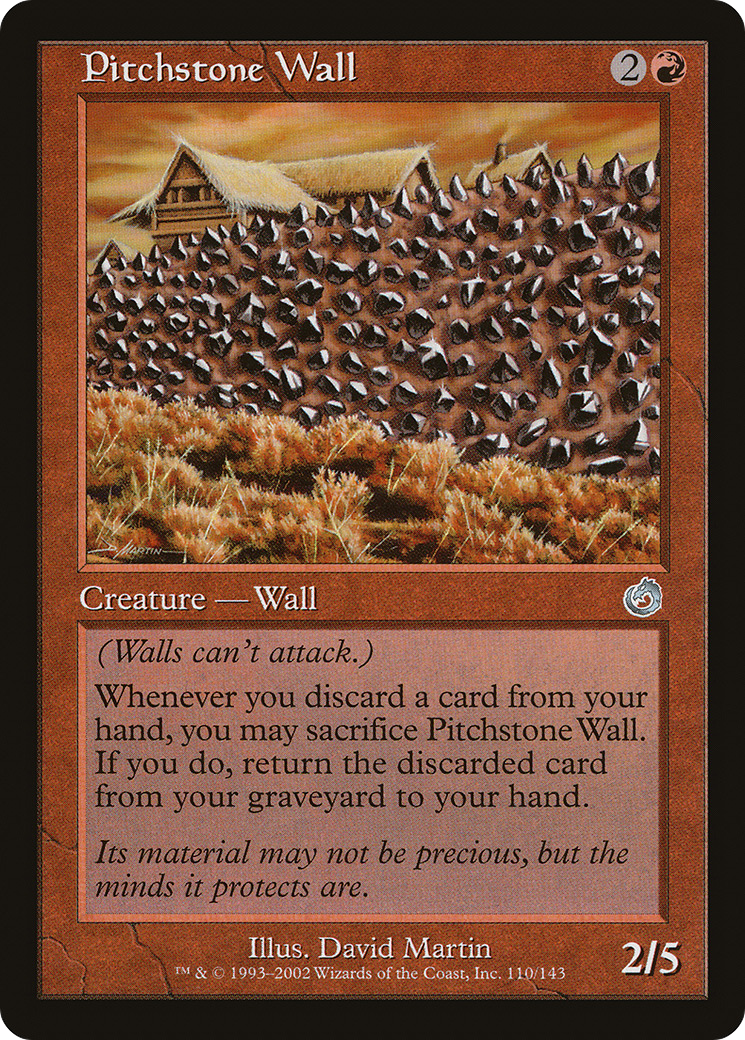 Pitchstone Wall 2
D. MARTIN
Creature — Wall
(Walls can't attack.)
Whenever you discard a card from your
hand, you may sacrifice Pitchstone Wall.
If you do, return the discarded card
from your graveyard to your hand.
Its material may not be precious, but the
minds it protects are.
Illus. David Martin
™ & © 1993–2002 Wizards of the Coast, Inc. 110/143
2/5